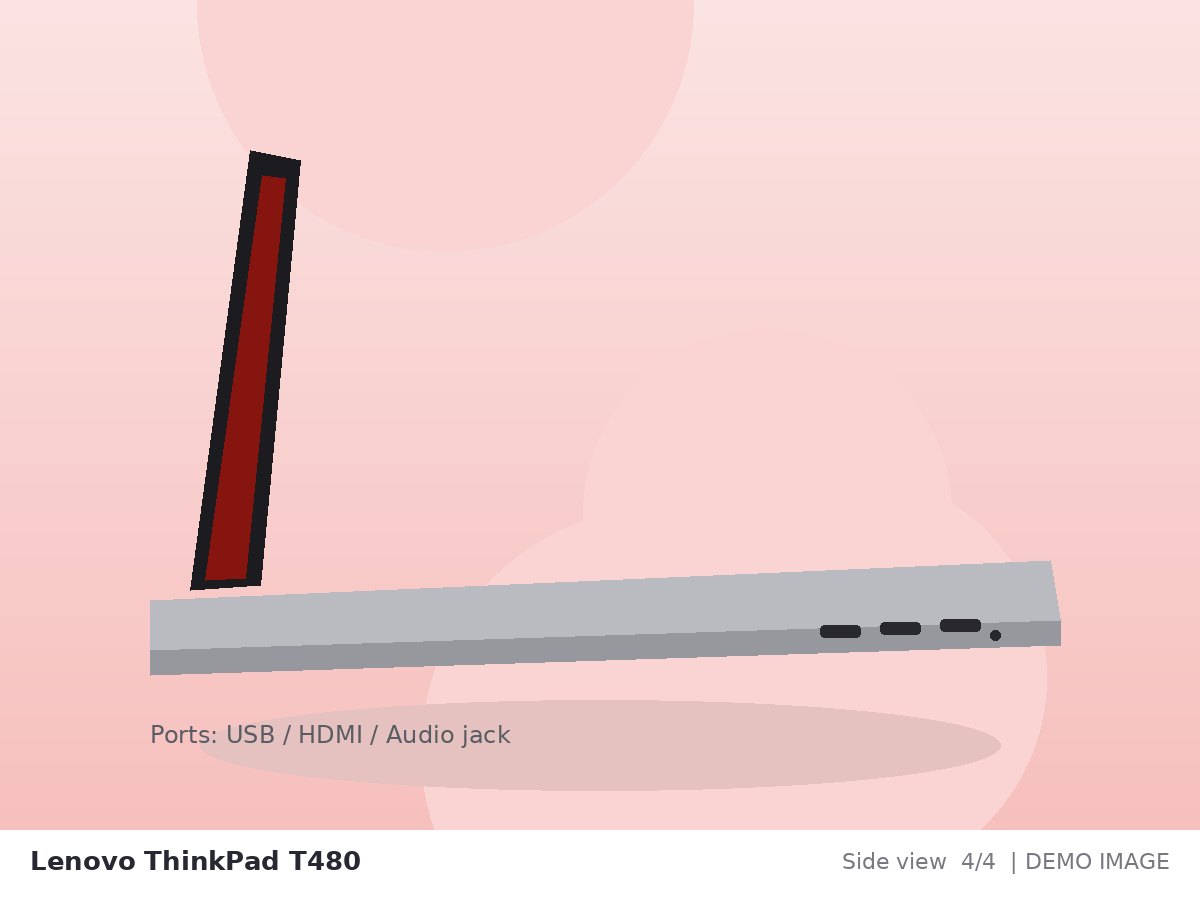 Ports: USB / HDMI / Audio jack
Lenovo ThinkPad T480
Side view  4/4  | DEMO IMAGE